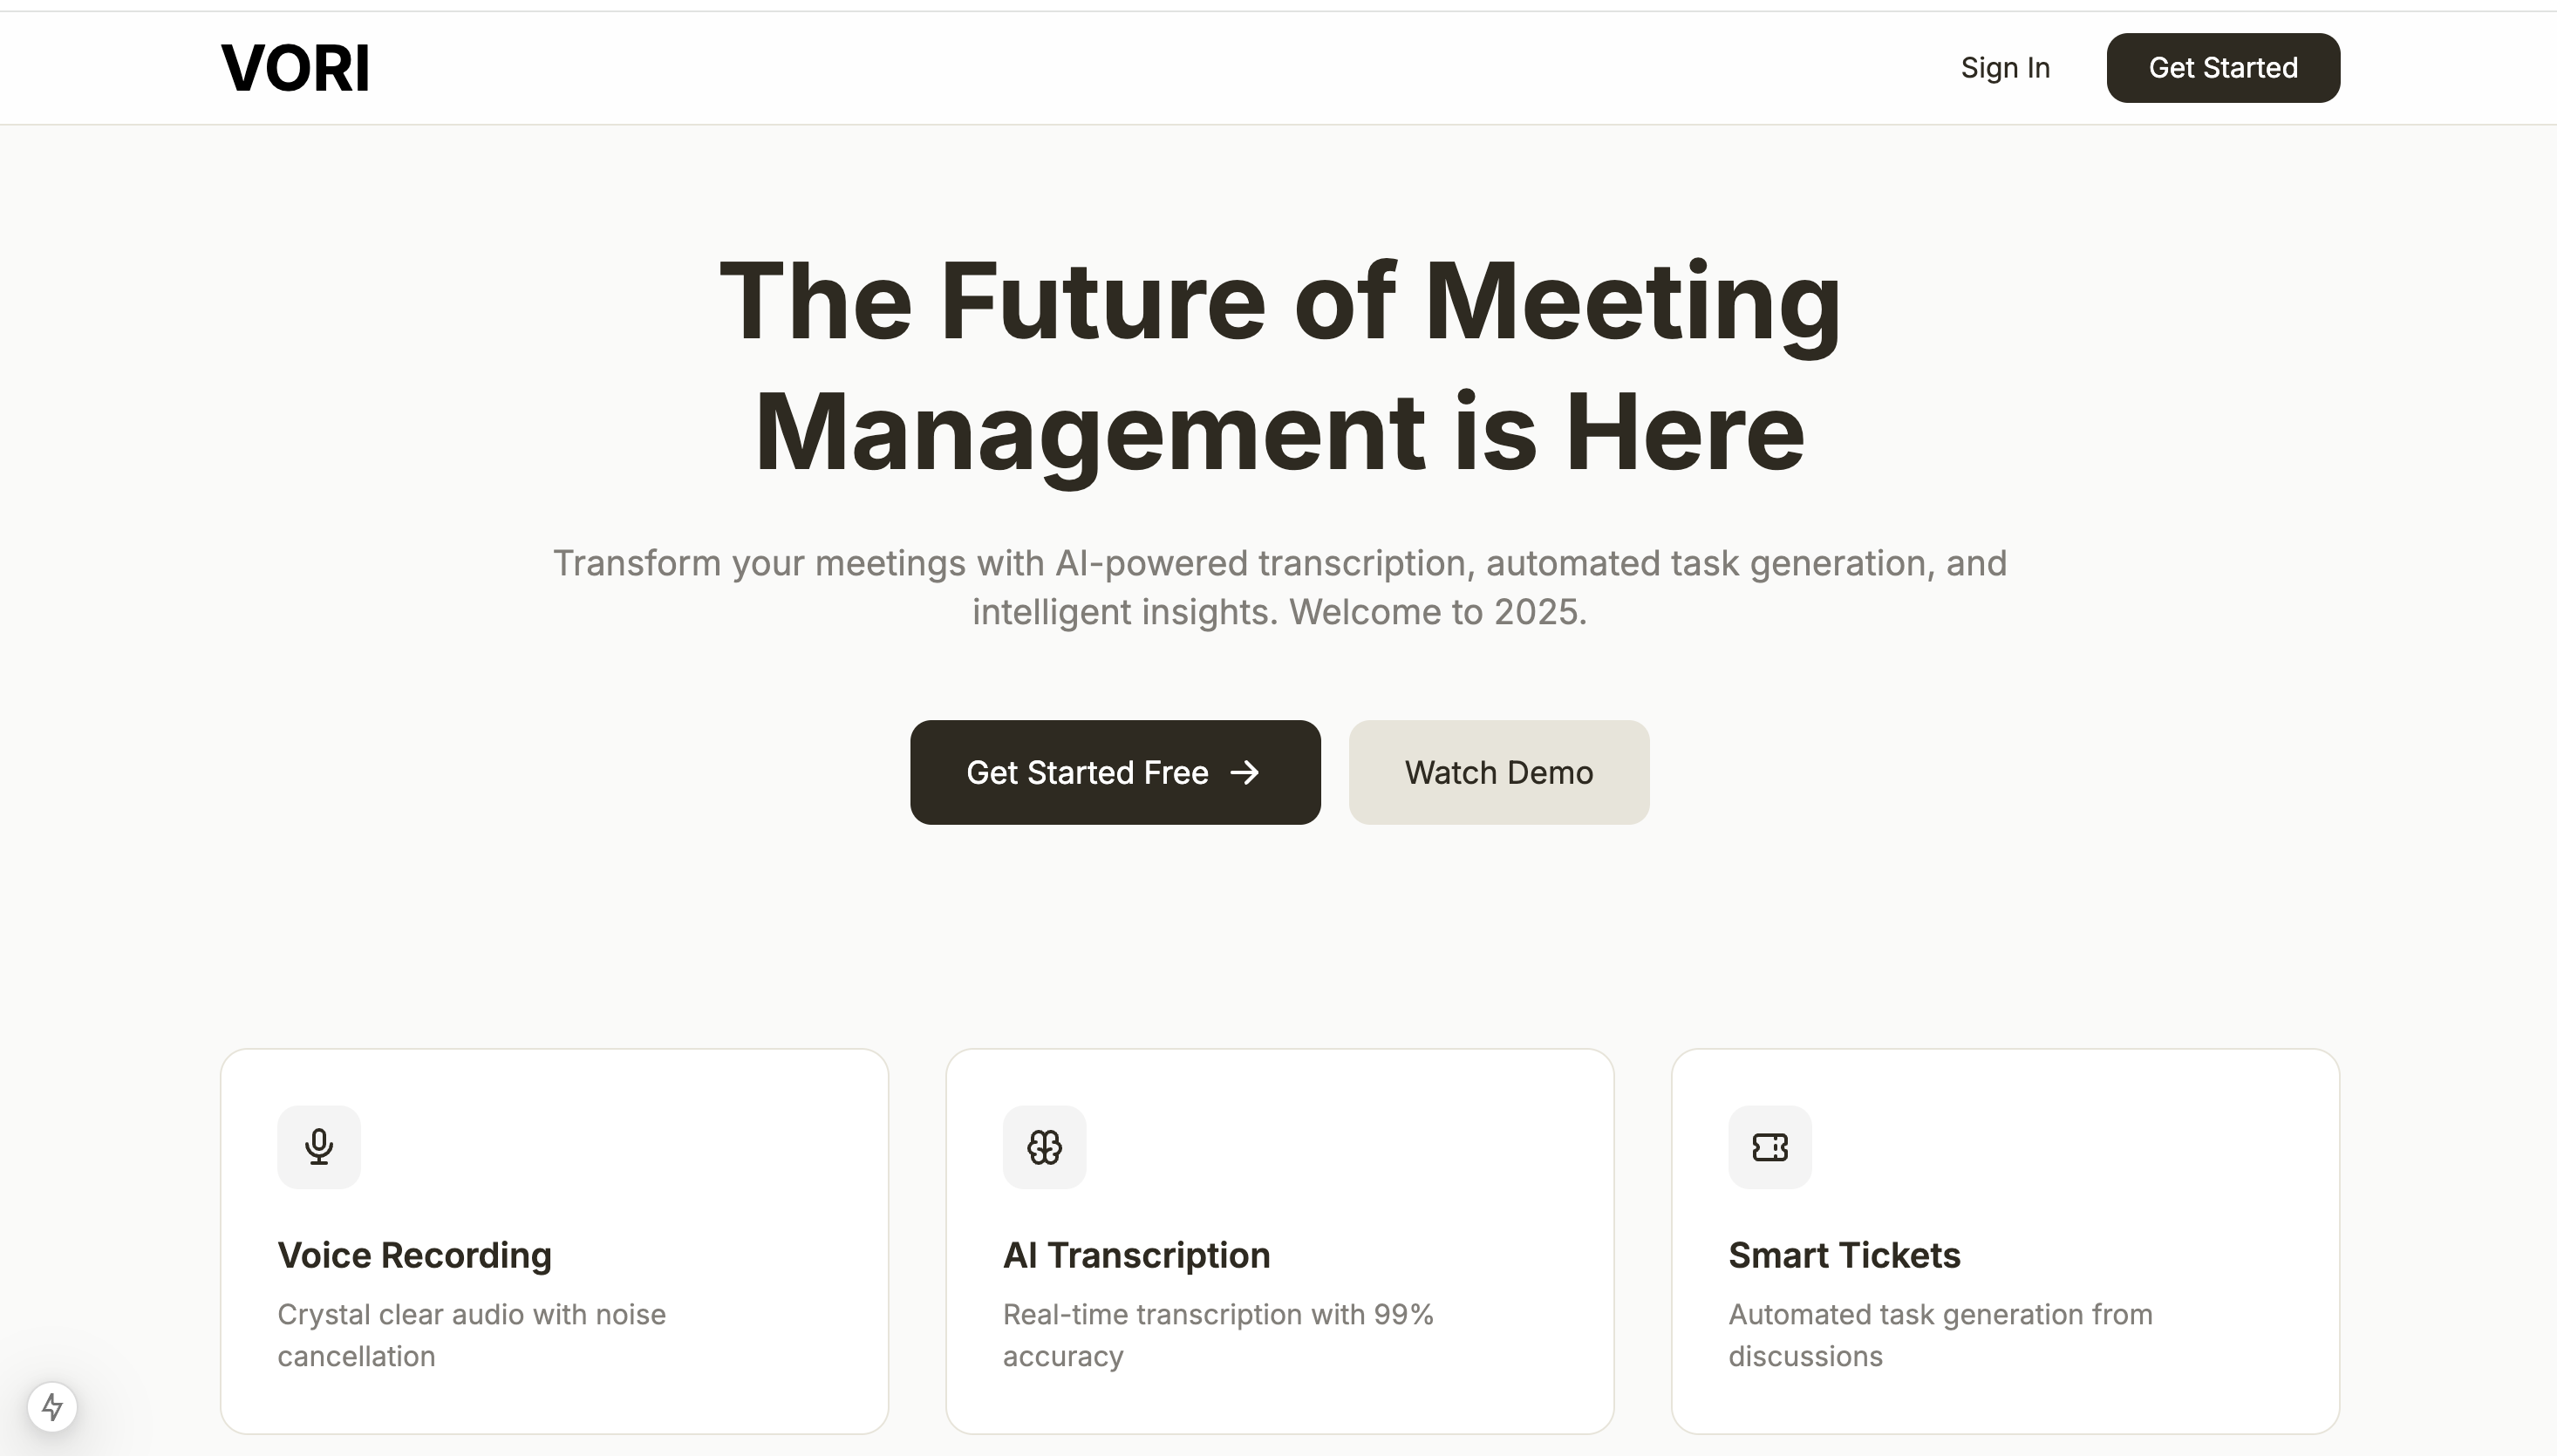 VORI
Sign In
Get Started
The Future of Meeting
Management is Here
Transform your meetings with AI-powered transcription, automated task generation, and
intelligent insights. Welcome to 2025.
Get Started Free →
Watch Demo
Voice Recording
Crystal clear audio with noise
cancellation
AI Transcription
Real-time transcription with 99%
accuracy
Smart Tickets
Automated task generation from
discussions